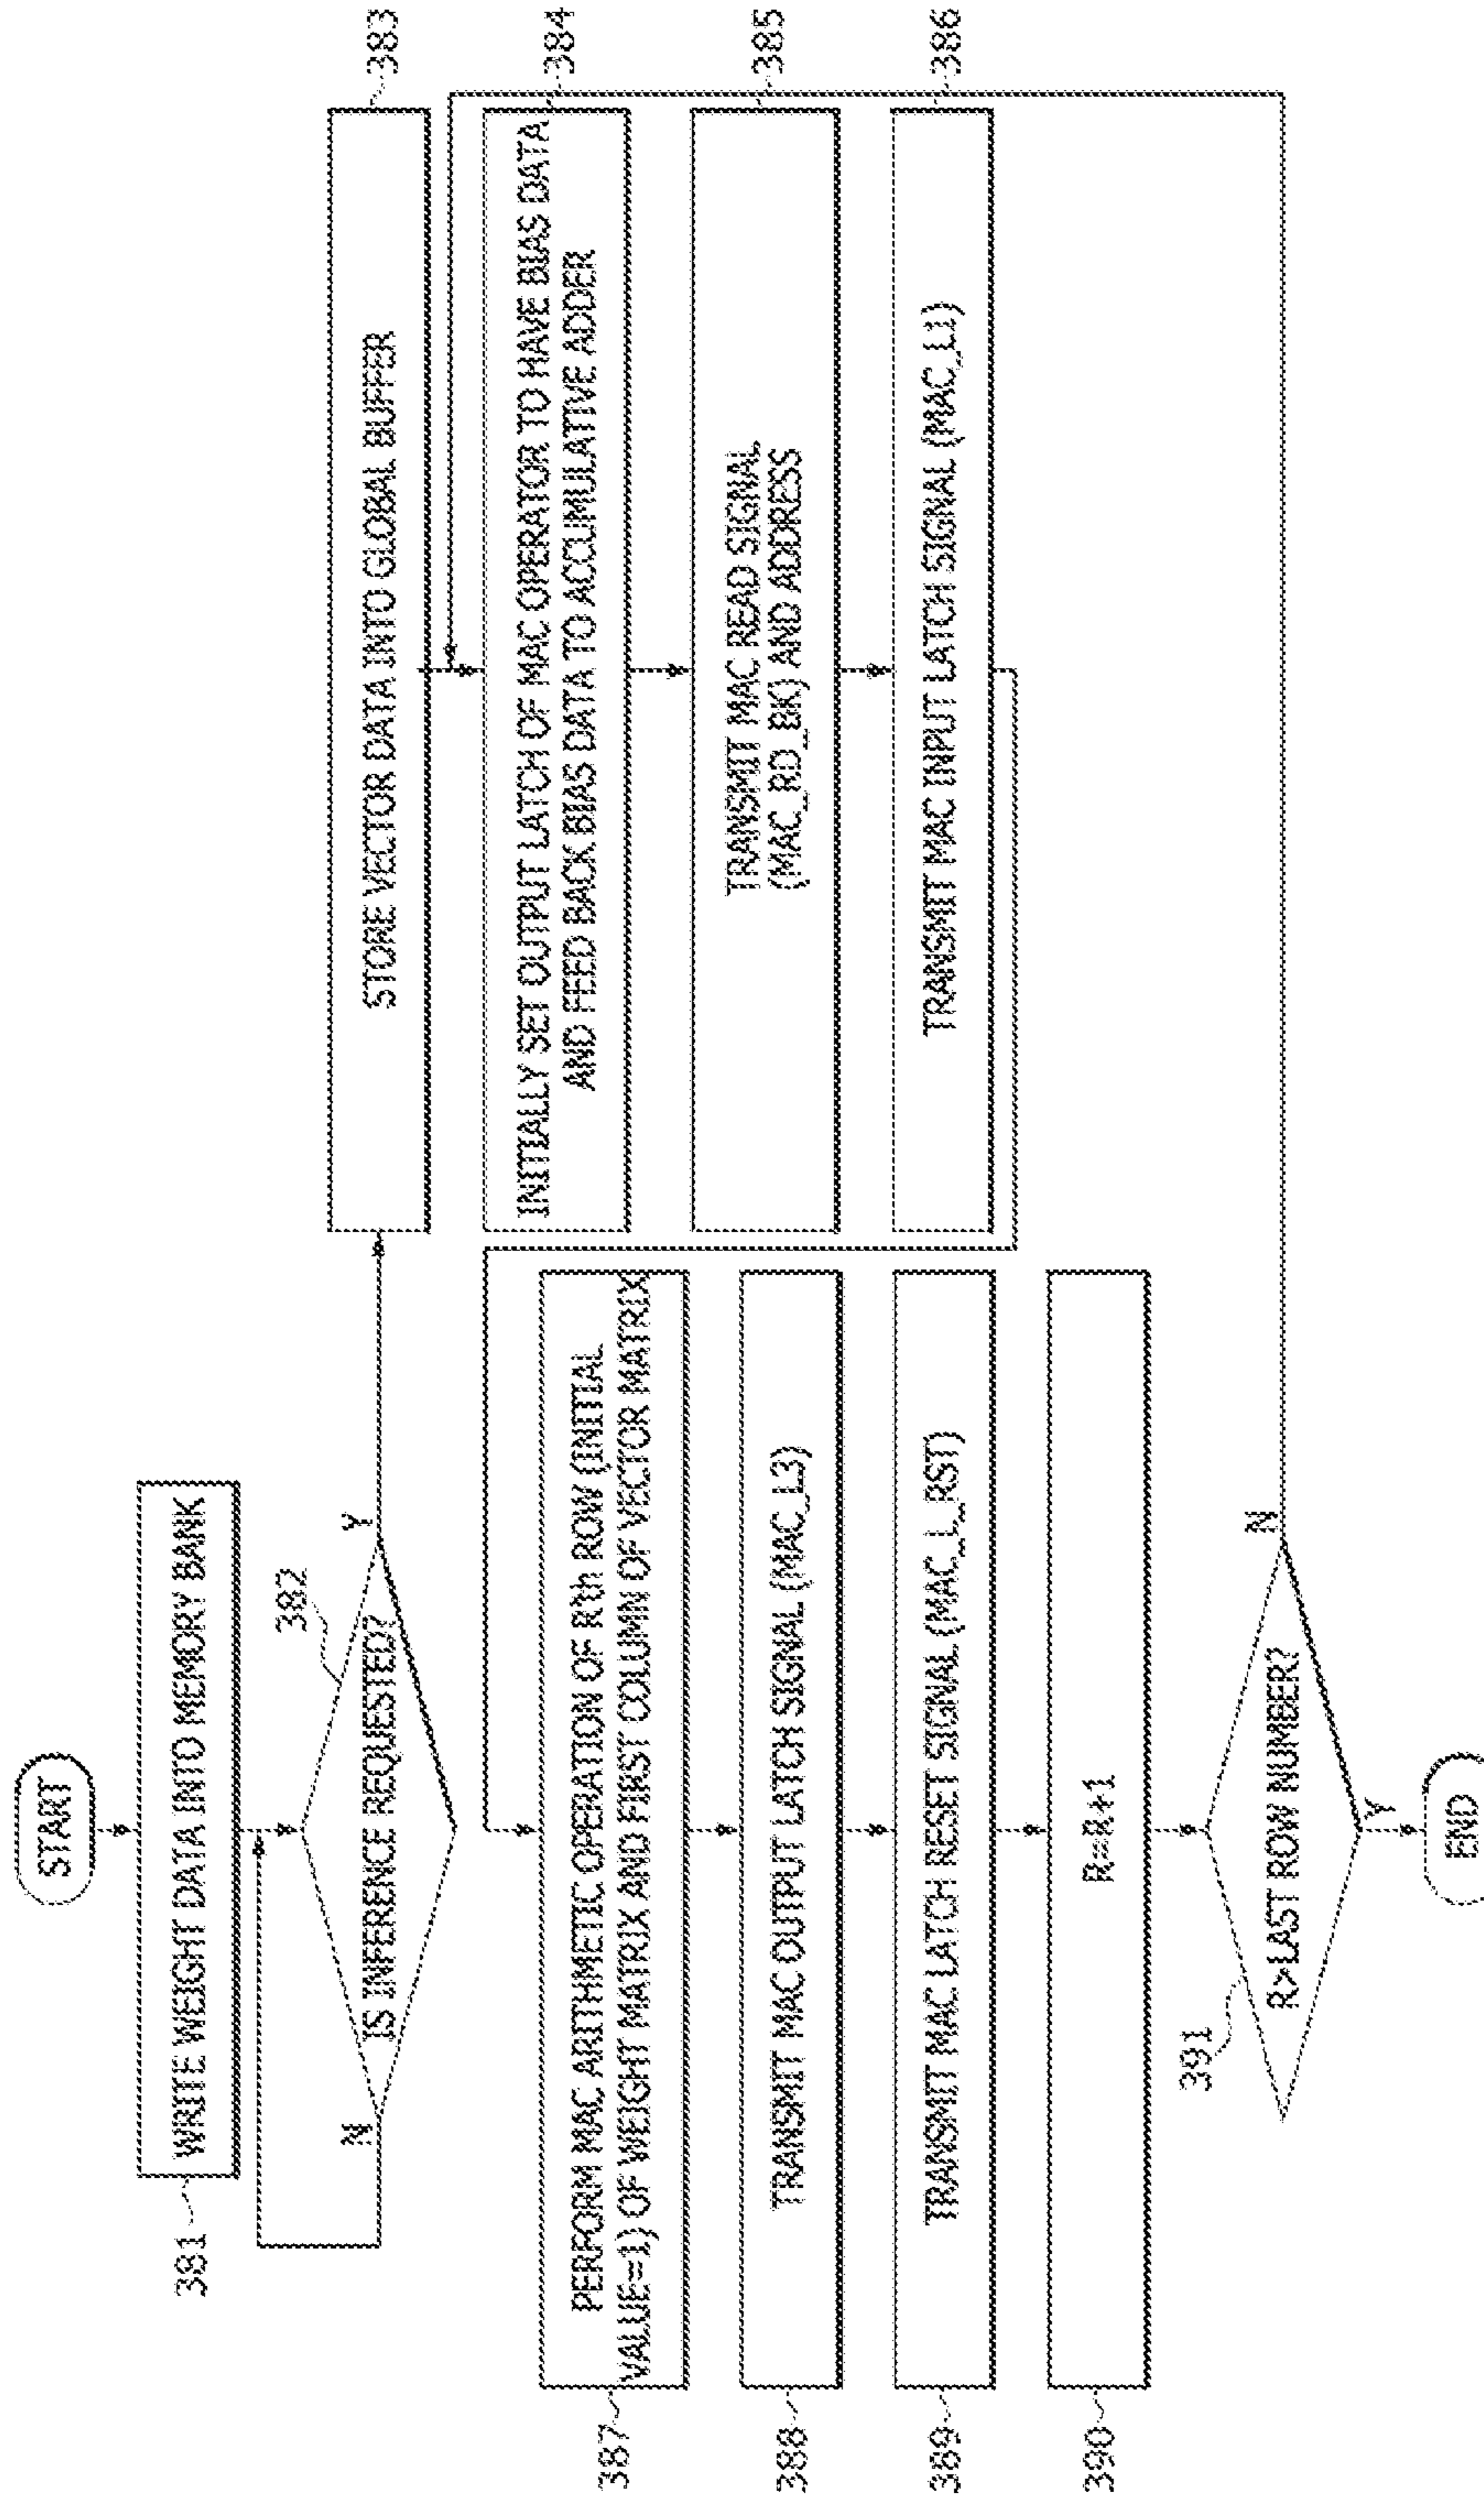 START
WRITE WEIGHT DATA INTO MEMORY BANK
381
IS INFERENCE REQUESTED?
382
N
Y
STORE VECTOR DATA INTO GLOBAL BUFFER
383
INITIALLY SET OUTPUT LATCH OF MAC OPERATOR TO HAVE BIAS DATA
AND FEED BACK BIAS DATA TO ACCUMULATIVE ADDER
384
TRANSMIT MAC READ SIGNAL
(MAC_RD_BK) AND ADDRESS
385
TRANSMIT MAC INPUT LATCH SIGNAL (MAC_L1)
386
PERFORM MAC ARITHMETIC OPERATION OF Rth ROW (INITIAL
VALUE=1) OF WEIGHT MATRIX AND FIRST COLUMN OF VECTOR MATRIX
387
TRANSMIT MAC OUTPUT LATCH SIGNAL (MAC_L3)
388
TRANSMIT MAC LATCH RESET SIGNAL (MAC_L_RST)
389
R=R+1
390
R>LAST ROW NUMBER?
391
N
Y
END